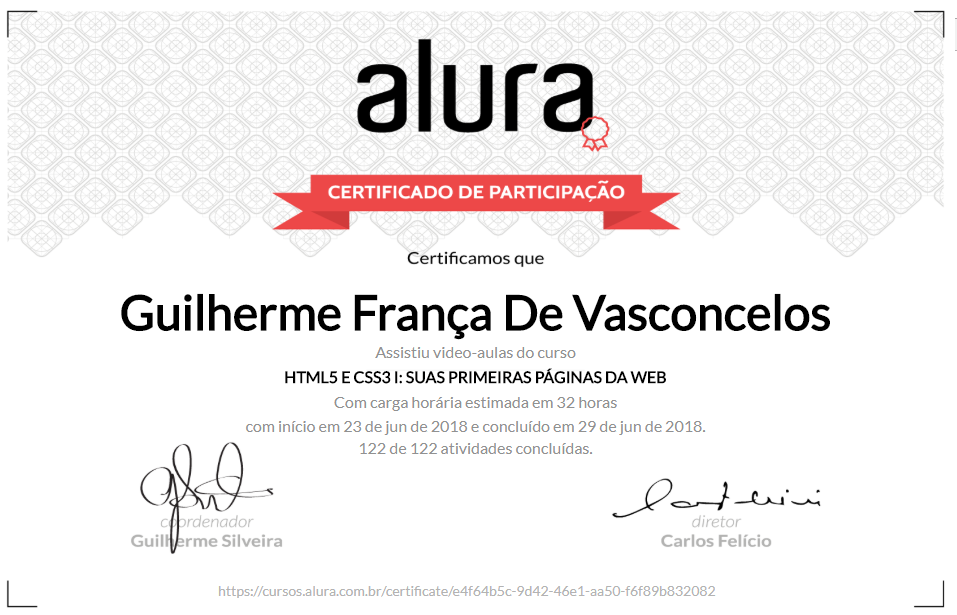 alura
CERTIFICADO DE PARTICIPAÇÃO
Certificamos que
Guilherme França De Vasconcelos
Assistiu video-aulas do curso
HTML5 E CSS3 I: SUAS PRIMEIRAS PÁGINAS DA WEB
Com carga horária estimada em 32 horas
com início em 23 de jun de 2018 e concluído em 29 de jun de 2018.
122 de 122 atividades concluídas.
coordenador
Guilherme Silveira
diretor
Carlos Felício
https://cursos.alura.com.br/certificate/e4f64b5c-9d42-46e1-aa50-f6f89b832082